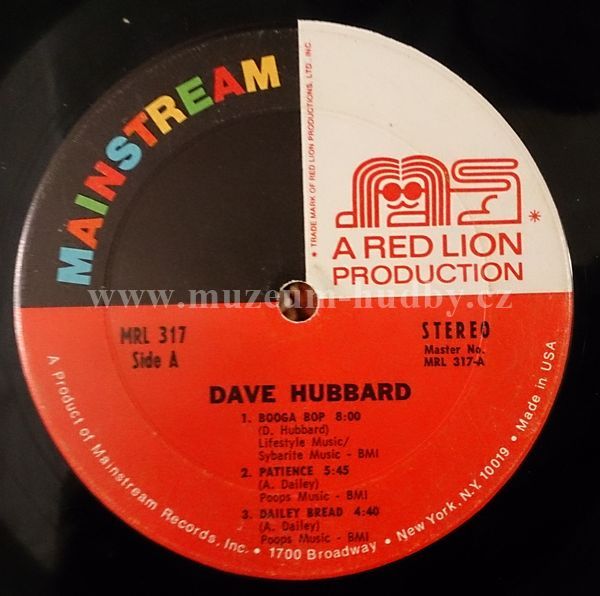 MAINSTREAM
• TRADE MARK OF RED LION PRODUCTIONS, LTD., INC.
*
A RED LION
PRODUCTION
www.muzeum-hudby.cz
MRL 317
Side A
STEREO
Master No.
MRL 317-A
DAVE HUBBARD
1. BOOGA BOP 8:00
(D. Hubbard)
Lifestyle Music/
Sybarite Music - BMI
2. PATIENCE 5:45
(A. Dailey)
Poops Music - BMI
3. DAILEY BREAD 4:40
(A. Dailey)
Poops Music - BMI
A Product of Mainstream Records, Inc. • 1700 Broadway • New York, N.Y. 10019 • Made in USA